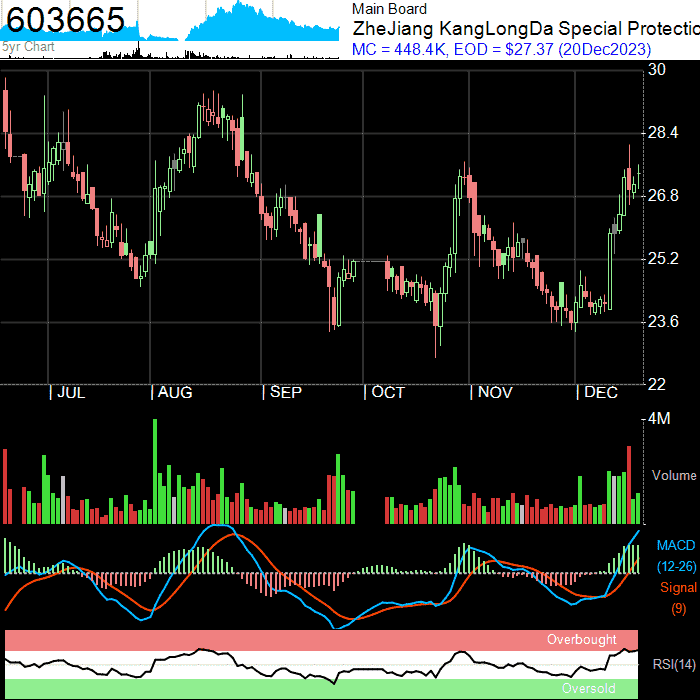 603665
5yr Chart
Main Board
ZheJiang KangLongDa Special Protectio
MC = 448.4K, EOD = $27.37 (20Dec2023)
30
28.4
26.8
25.2
23.6
22
JUL AUG SEP OCT NOV DEC
4M
Volume
MACD
(12-26)
Signal
(9)
Overbought
RSI(14)
Oversold